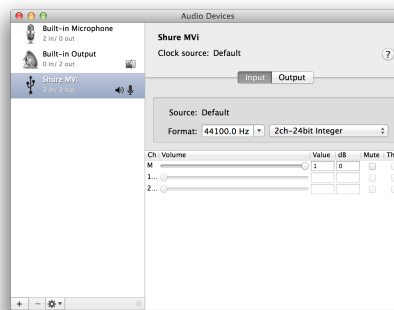 Audio Devices
Built-in Microphone
2 in/ 0 out
Built-in Output
0 in/ 2 out
Shure MVi
2 in/ 2 out
Shure MVi
Clock source: Default
?
Input Output
Source: Default
Format: 44100.0 Hz 2ch-24bit Integer
Ch Volume Value dB Mute Th
M 1 0
1...
2...